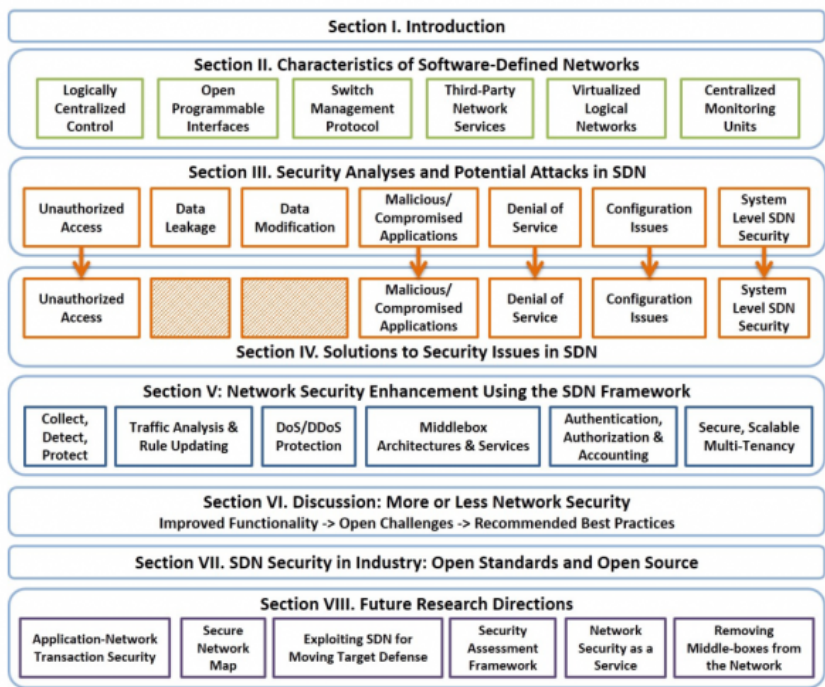 Section I. Introduction
Section II. Characteristics of Software-Defined Networks
Logically
Centralized
Control
Open
Programmable
Interfaces
Switch
Management
Protocol
Third-Party
Network
Services
Virtualized
Logical
Networks
Centralized
Monitoring
Units
Section III. Security Analyses and Potential Attacks in SDN
Unauthorized
Access
Data
Leakage
Data
Modification
Malicious/
Compromised
Applications
Denial of
Service
Configuration
Issues
System
Level SDN
Security
Unauthorized
Access
Malicious/
Compromised
Applications
Denial of
Service
Configuration
Issues
System
Level SDN
Security
Section IV. Solutions to Security Issues in SDN
Section V: Network Security Enhancement Using the SDN Framework
Collect,
Detect,
Protect
Traffic Analysis &
Rule Updating
DoS/DDoS
Protection
Middlebox
Architectures & Services
Authentication,
Authorization &
Accounting
Secure, Scalable
Multi-Tenancy
Section VI. Discussion: More or Less Network Security
Improved Functionality -> Open Challenges -> Recommended Best Practices
Section VII. SDN Security in Industry: Open Standards and Open Source
Section VIII. Future Research Directions
Application-Network
Transaction Security
Secure
Network
Map
Exploiting SDN for
Moving Target Defense
Security
Assessment
Framework
Network
Security as a
Service
Removing
Middle-boxes from
the Network